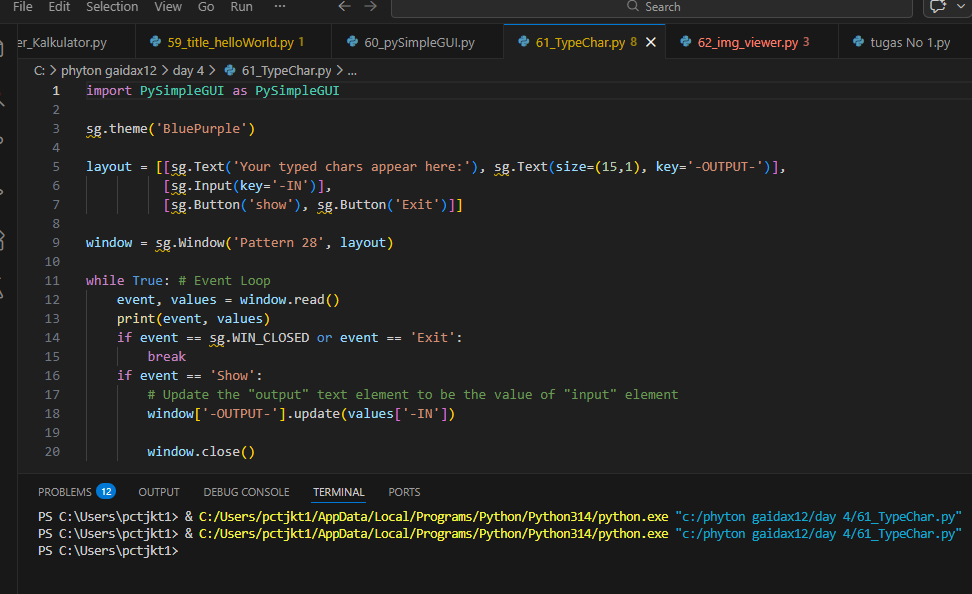 File Edit Selection View Go Run ··· Search
er_Kalkulator.py 59_title_helloWorld.py 1 60_pySimpleGUI.py 61_TypeChar.py 8 62_img_viewer.py 3 tugas No 1.py
C: > phyton gaidax12 > day 4 > 61_TypeChar.py > ...
1 import PySimpleGUI as PySimpleGUI
2
3 sg.theme('BluePurple')
4
5 layout = [[sg.Text('Your typed chars appear here:'), sg.Text(size=(15,1), key='-OUTPUT-')],
6 [sg.Input(key='-IN')],
7 [sg.Button('show'), sg.Button('Exit')]]
8
9 window = sg.Window('Pattern 28', layout)
10
11 while True: # Event Loop
12 event, values = window.read()
13 print(event, values)
14 if event == sg.WIN_CLOSED or event == 'Exit':
15 break
16 if event == 'Show':
17 # Update the "output" text element to be the value of "input" element
18 window['-OUTPUT-'].update(values['-IN'])
19
20 window.close()
PROBLEMS 12 OUTPUT DEBUG CONSOLE TERMINAL PORTS
PS C:\Users\pctjkt1> & C:/Users/pctjkt1/AppData/Local/Programs/Python/Python314/python.exe "c:/phyton gaidax12/day 4/61_TypeChar.py"
PS C:\Users\pctjkt1> & C:/Users/pctjkt1/AppData/Local/Programs/Python/Python314/python.exe "c:/phyton gaidax12/day 4/61_TypeChar.py"
PS C:\Users\pctjkt1>